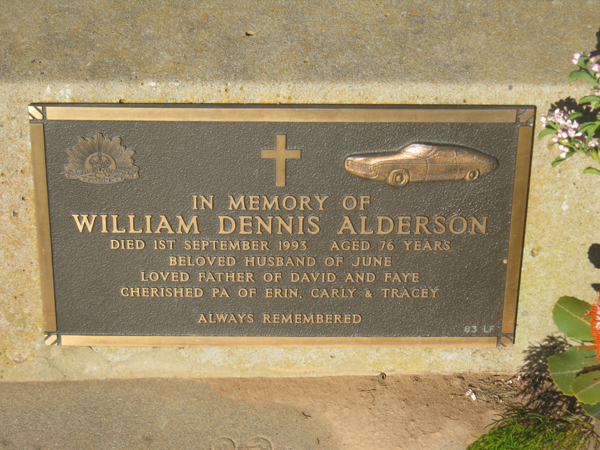 IN MEMORY OF
WILLIAM DENNIS ALDERSON
DIED 1ST SEPTEMBER 1993 AGED 76 YEARS
BELOVED HUSBAND OF JUNE
LOVED FATHER OF DAVID AND FAYE
CHERISHED PA OF ERIN, CARLY & TRACEY
ALWAYS REMEMBERED
83 LF